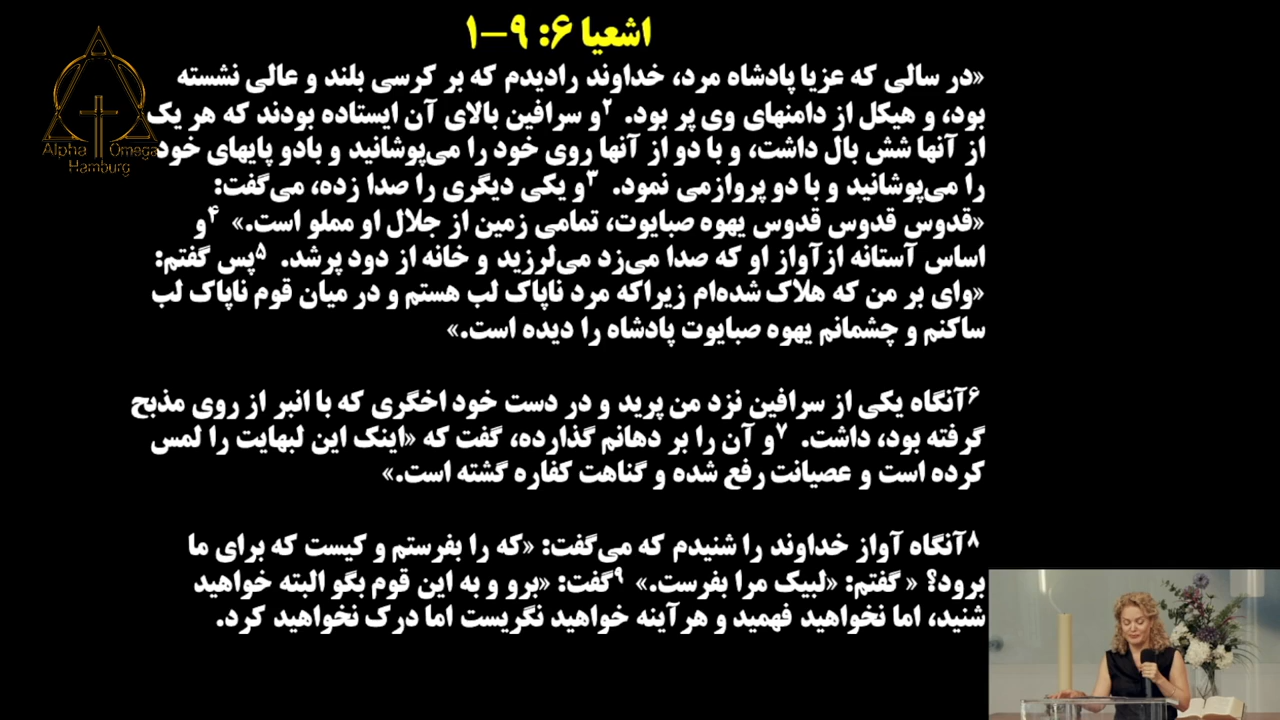 اشعیا ۶: ۹–۱
«در سالی که عزیا پادشاه مرد، خداوند رادیدم که بر کرسی بلند و عالی نشسته
بود، و هیکل از دامنهای وی پر بود. ۲و سرافین بالای آن ایستاده بودند که هر یک
از آنها شش بال داشت، و با دو از آنها روی خود را می‌پوشانید و بادو پایهای خود
را می‌پوشانید و با دو پروازمی نمود. ۳و یکی دیگری را صدا زده، می‌گفت:
«قدوس قدوس قدوس یهوه صبایوت، تمامی زمین از جلال او مملو است.» ۴و
اساس آستانه ازآواز او که صدا می‌زد می‌لرزید و خانه از دود پرشد. ۵پس گفتم:
«وای بر من که هلاک شده‌ام زیراکه مرد ناپاک لب هستم و در میان قوم ناپاک لب
ساکنم و چشمانم یهوه صبایوت پادشاه را دیده است.»
۶آنگاه یکی از سرافین نزد من پرید و در دست خود اخگری که با انبر از روی مذبح
گرفته بود، داشت. ۷و آن را بر دهانم گذارده، گفت که «اینک این لبهایت را لمس
کرده است و عصیانت رفع شده و گناهت کفاره گشته است.»
۸آنگاه آواز خداوند را شنیدم که می‌گفت: «که را بفرستم و کیست که برای ما
برود؟ « گفتم: «لبیک مرا بفرست.» ۹گفت: «برو و به این قوم بگو البته خواهید
شنید، اما نخواهید فهمید و هرآینه خواهید نگریست اما درک نخواهید کرد.
Alpha Omega
Hamburg